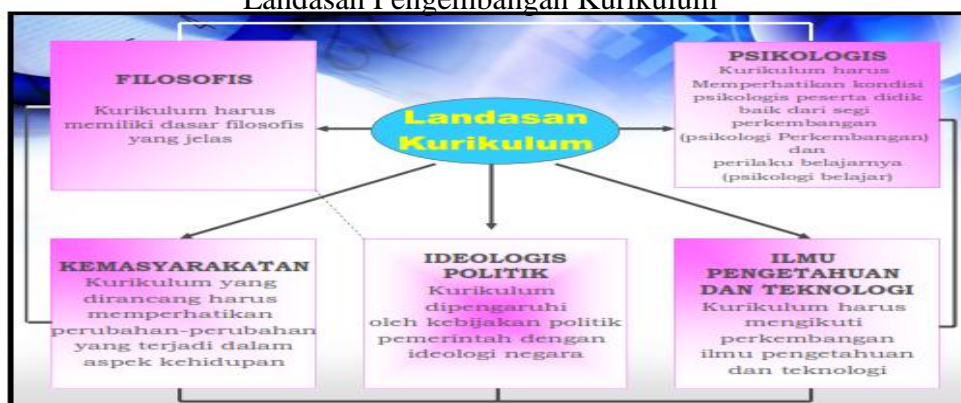 Landasan Pengembangan Kurikulum
FILOSOFIS
Kurikulum harus
memiliki dasar filosofis
yang jelas
PSIKOLOGIS
Kurikulum harus
Memperhatikan kondisi
psikologis peserta didik
baik dari segi
perkembangan
(psikologi Perkembangan)
dan
perilaku belajarnya
(psikologi belajar)
Landasan
Kurikulum
KEMASYARAKATAN
Kurikulum yang
dirancang harus
memperhatikan
perubahan-perubahan
yang terjadi dalam
aspek kehidupan
IDEOLOGIS
POLITIK
Kurikulum
dipengaruhi
oleh kebijakan politik
pemerintah dengan
ideologi negara
ILMU
PENGETAHUAN
DAN TEKNOLOGI
Kurikulum harus
mengikuti
perkembangan
ilmu pengetahuan
dan teknologi